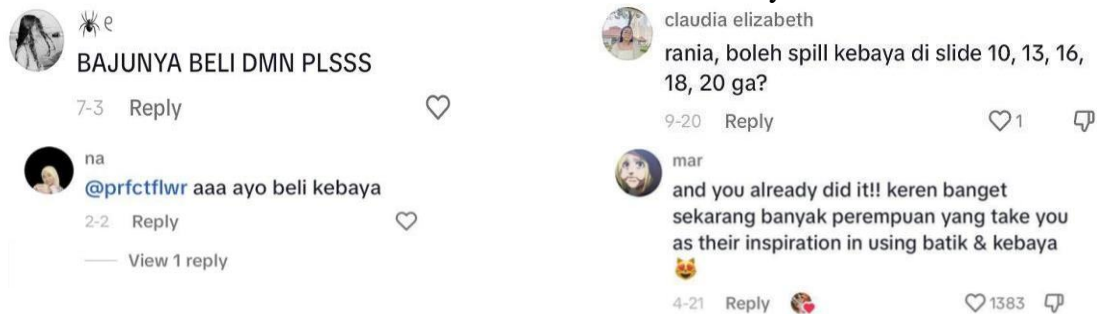 🕷️ ୧
BAJUNYA BELI DMN PLSSS
7-3 Reply
na
@prfctflwr aaa ayo beli kebaya
2-2 Reply
View 1 reply
claudia elizabeth
rania, boleh spill kebaya di slide 10, 13, 16,
18, 20 ga?
9-20 Reply 1
mar
and you already did it!! keren banget
sekarang banyak perempuan yang take you
as their inspiration in using batik & kebaya
😻
4-21 Reply 1383